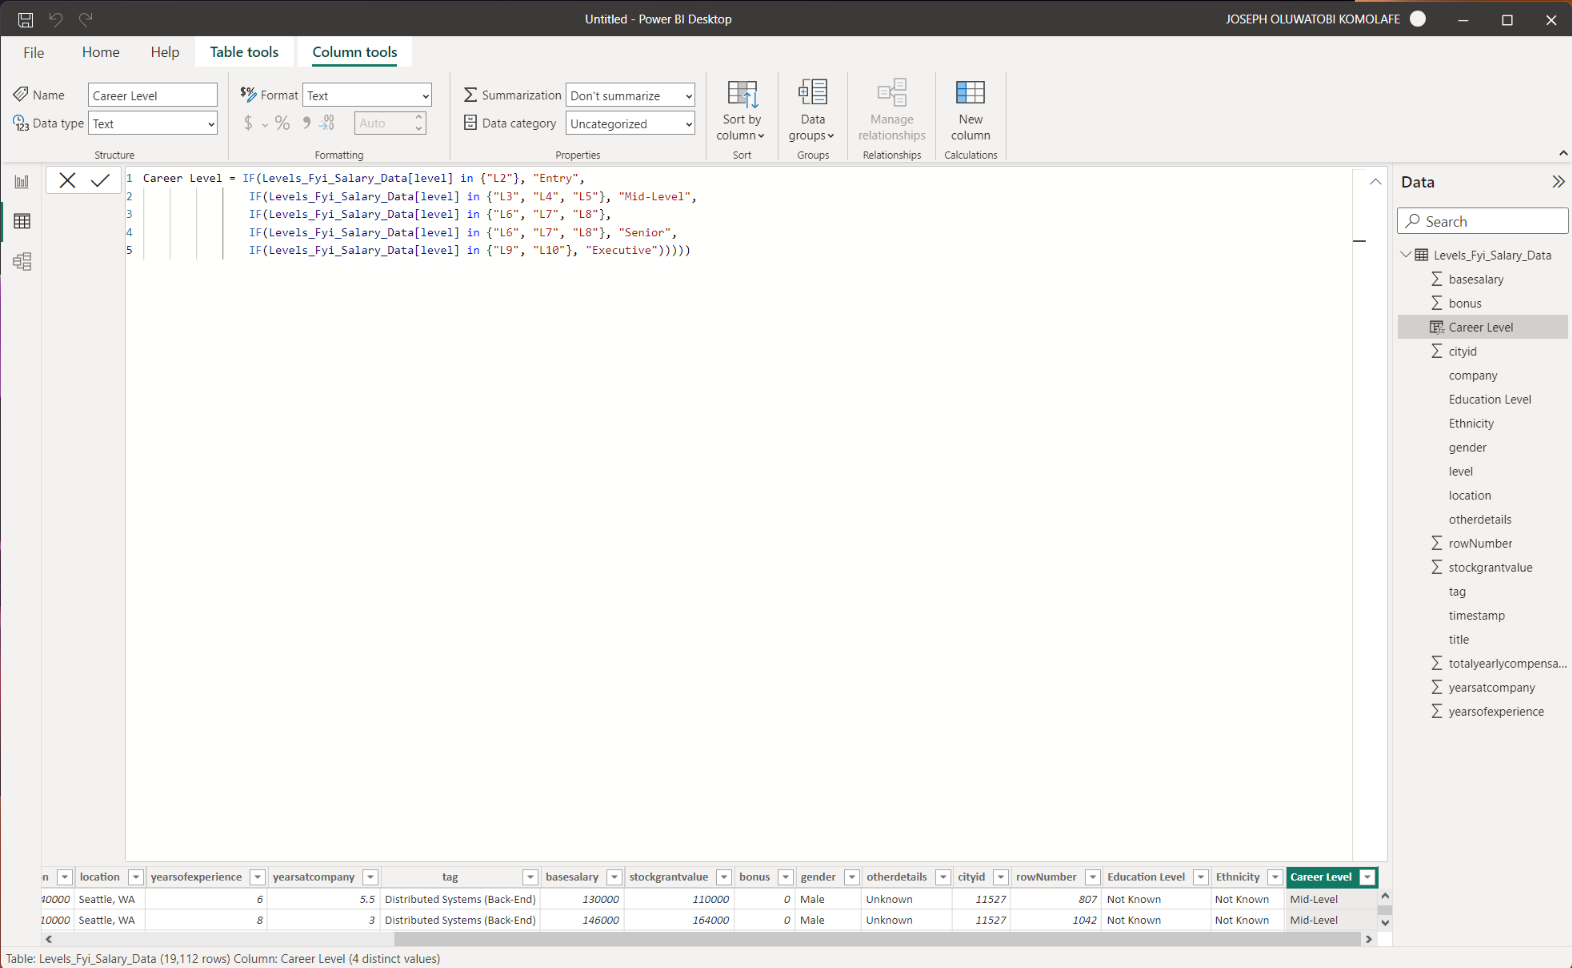 Untitled - Power BI Desktop
JOSEPH OLUWATOBI KOMOLAFE
File Home Help Table tools Column tools
Name Career Level
Data type Text
Structure
Format Text
$ % 9 .00 →.0 Auto
Formatting
Summarization Don't summarize
Data category Uncategorized
Properties
Sort by column
Sort
Data groups
Groups
Manage relationships
Relationships
New column
Calculations
1 Career Level = IF(Levels_Fyi_Salary_Data[level] in {"L2"}, "Entry",
2 IF(Levels_Fyi_Salary_Data[level] in {"L3", "L4", "L5"}, "Mid-Level",
3 IF(Levels_Fyi_Salary_Data[level] in {"L6", "L7", "L8"},
4 IF(Levels_Fyi_Salary_Data[level] in {"L6", "L7", "L8"}, "Senior",
5 IF(Levels_Fyi_Salary_Data[level] in {"L9", "L10"}, "Executive")))))
Data
Search
Levels_Fyi_Salary_Data
basesalary
bonus
Career Level
cityid
company
Education Level
Ethnicity
gender
level
location
otherdetails
rowNumber
stockgrantvalue
tag
timestamp
title
totalyearlycompensa...
yearsatcompany
yearsofexperience
n location yearsofexperience yearsatcompany tag basesalary stockgrantvalue bonus gender otherdetails cityid rowNumber Education Level Ethnicity Career Level
40000 Seattle, WA 6 5.5 Distributed Systems (Back-End) 130000 110000 0 Male Unknown 11527 807 Not Known Not Known Mid-Level
10000 Seattle, WA 8 3 Distributed Systems (Back-End) 146000 164000 0 Male Unknown 11527 1042 Not Known Not Known Mid-Level
Table: Levels_Fyi_Salary_Data (19,112 rows) Column: Career Level (4 distinct values)